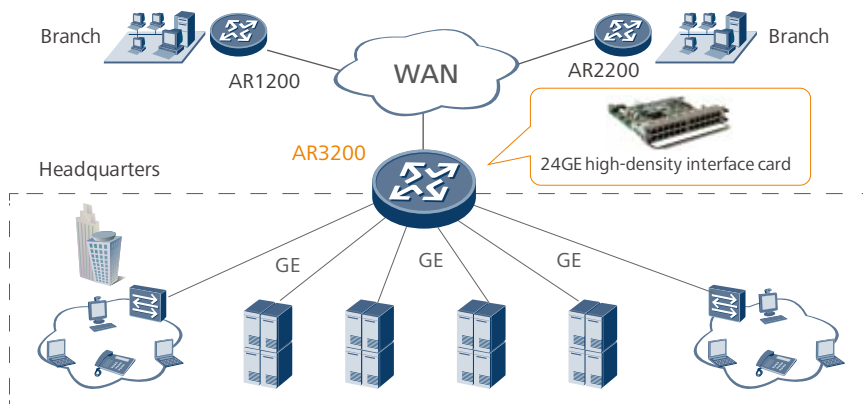 Branch
Branch
AR1200
WAN
AR2200
AR3200
24GE high-density interface card
Headquarters
GE
GE
GE